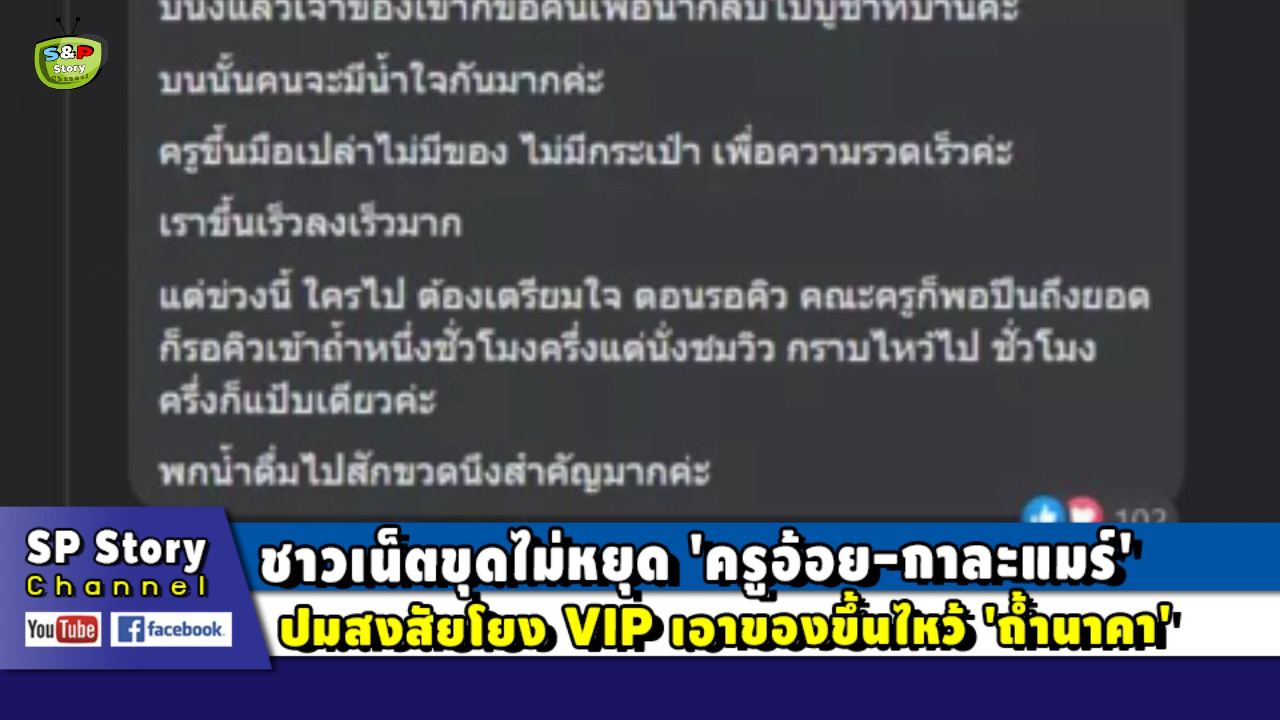 S&P
Story
Channel
บนนั้นคนจะมีน้ำใจกันมากค่ะ
ครูขึ้นมือเปล่าไม่มีของ ไม่มีกระเป๋า เพื่อความรวดเร็วค่ะ
เราขึ้นเร็วลงเร็วมาก
แต่ช่วงนี้ ใครไป ต้องเตรียมใจ ตอนรอคิว คณะครูก็พอปีนถึงยอด
ก็รอคิวเข้าถ้ำหนึ่งชั่วโมงครึ่งแต่นั่งชมวิว กราบไหว้ไป ชั่วโมง
ครึ่งก็แป๊บเดียวค่ะ
พกน้ำดื่มไปสักขวดนึงสำคัญมากค่ะ
SP Story
Channel
YouTube
facebook.
ชาวเน็ตขุดไม่หยุด 'ครูอ้อย-กาละแมร์'
ปมสงสัยโยง VIP เอาของขึ้นไหว้ 'ถ้ำนาคา'